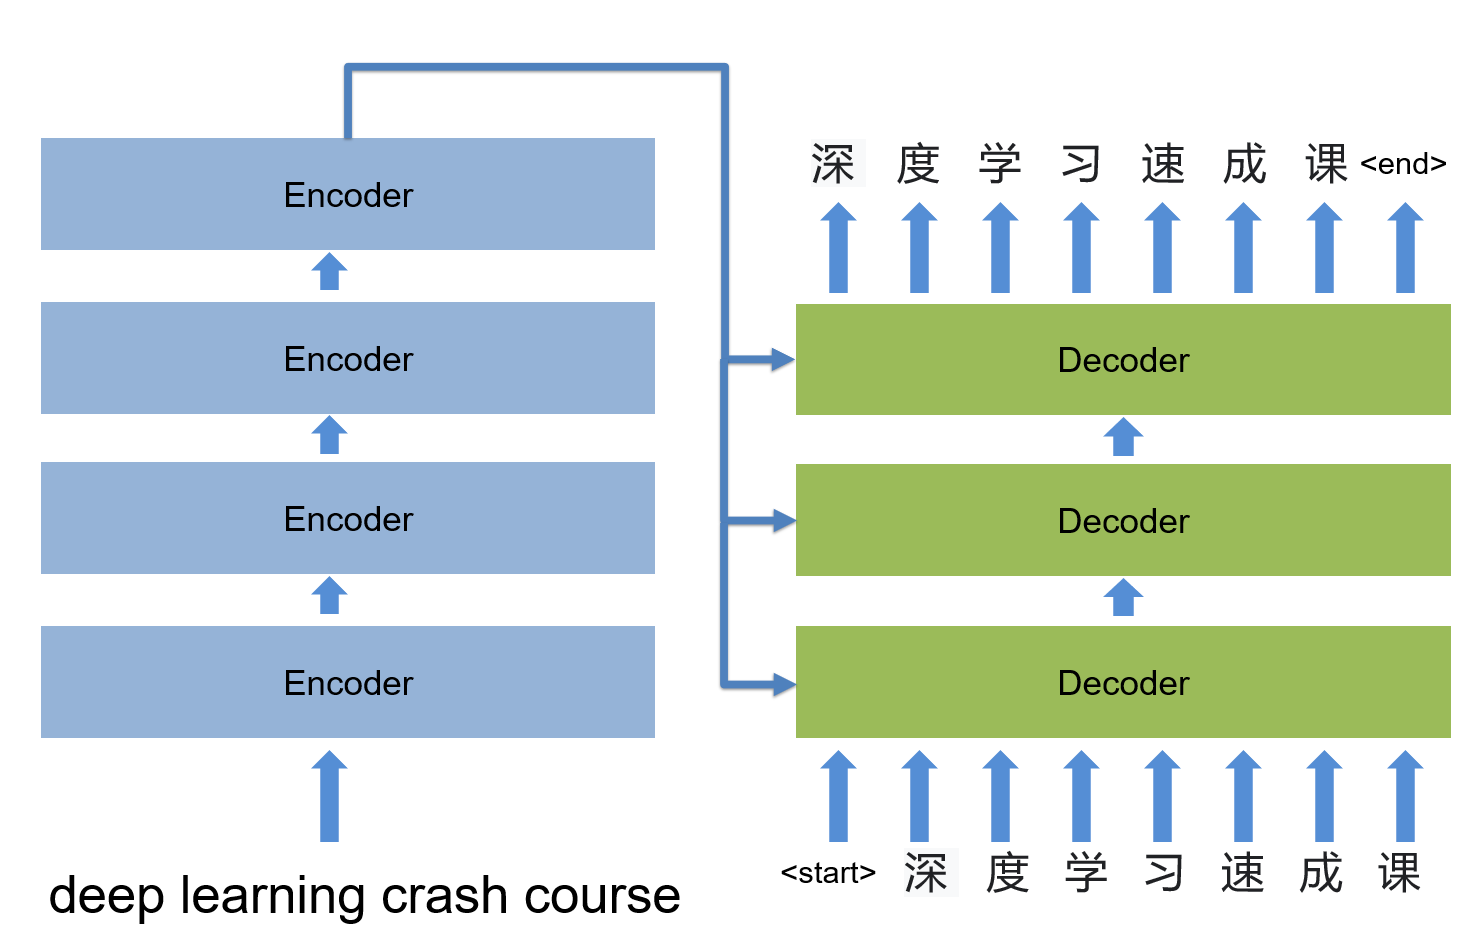 Encoder
Encoder
Encoder
Encoder
deep learning crash course
深 度 学 习 速 成 课 <end>
Decoder
Decoder
Decoder
<start> 深 度 学 习 速 成 课